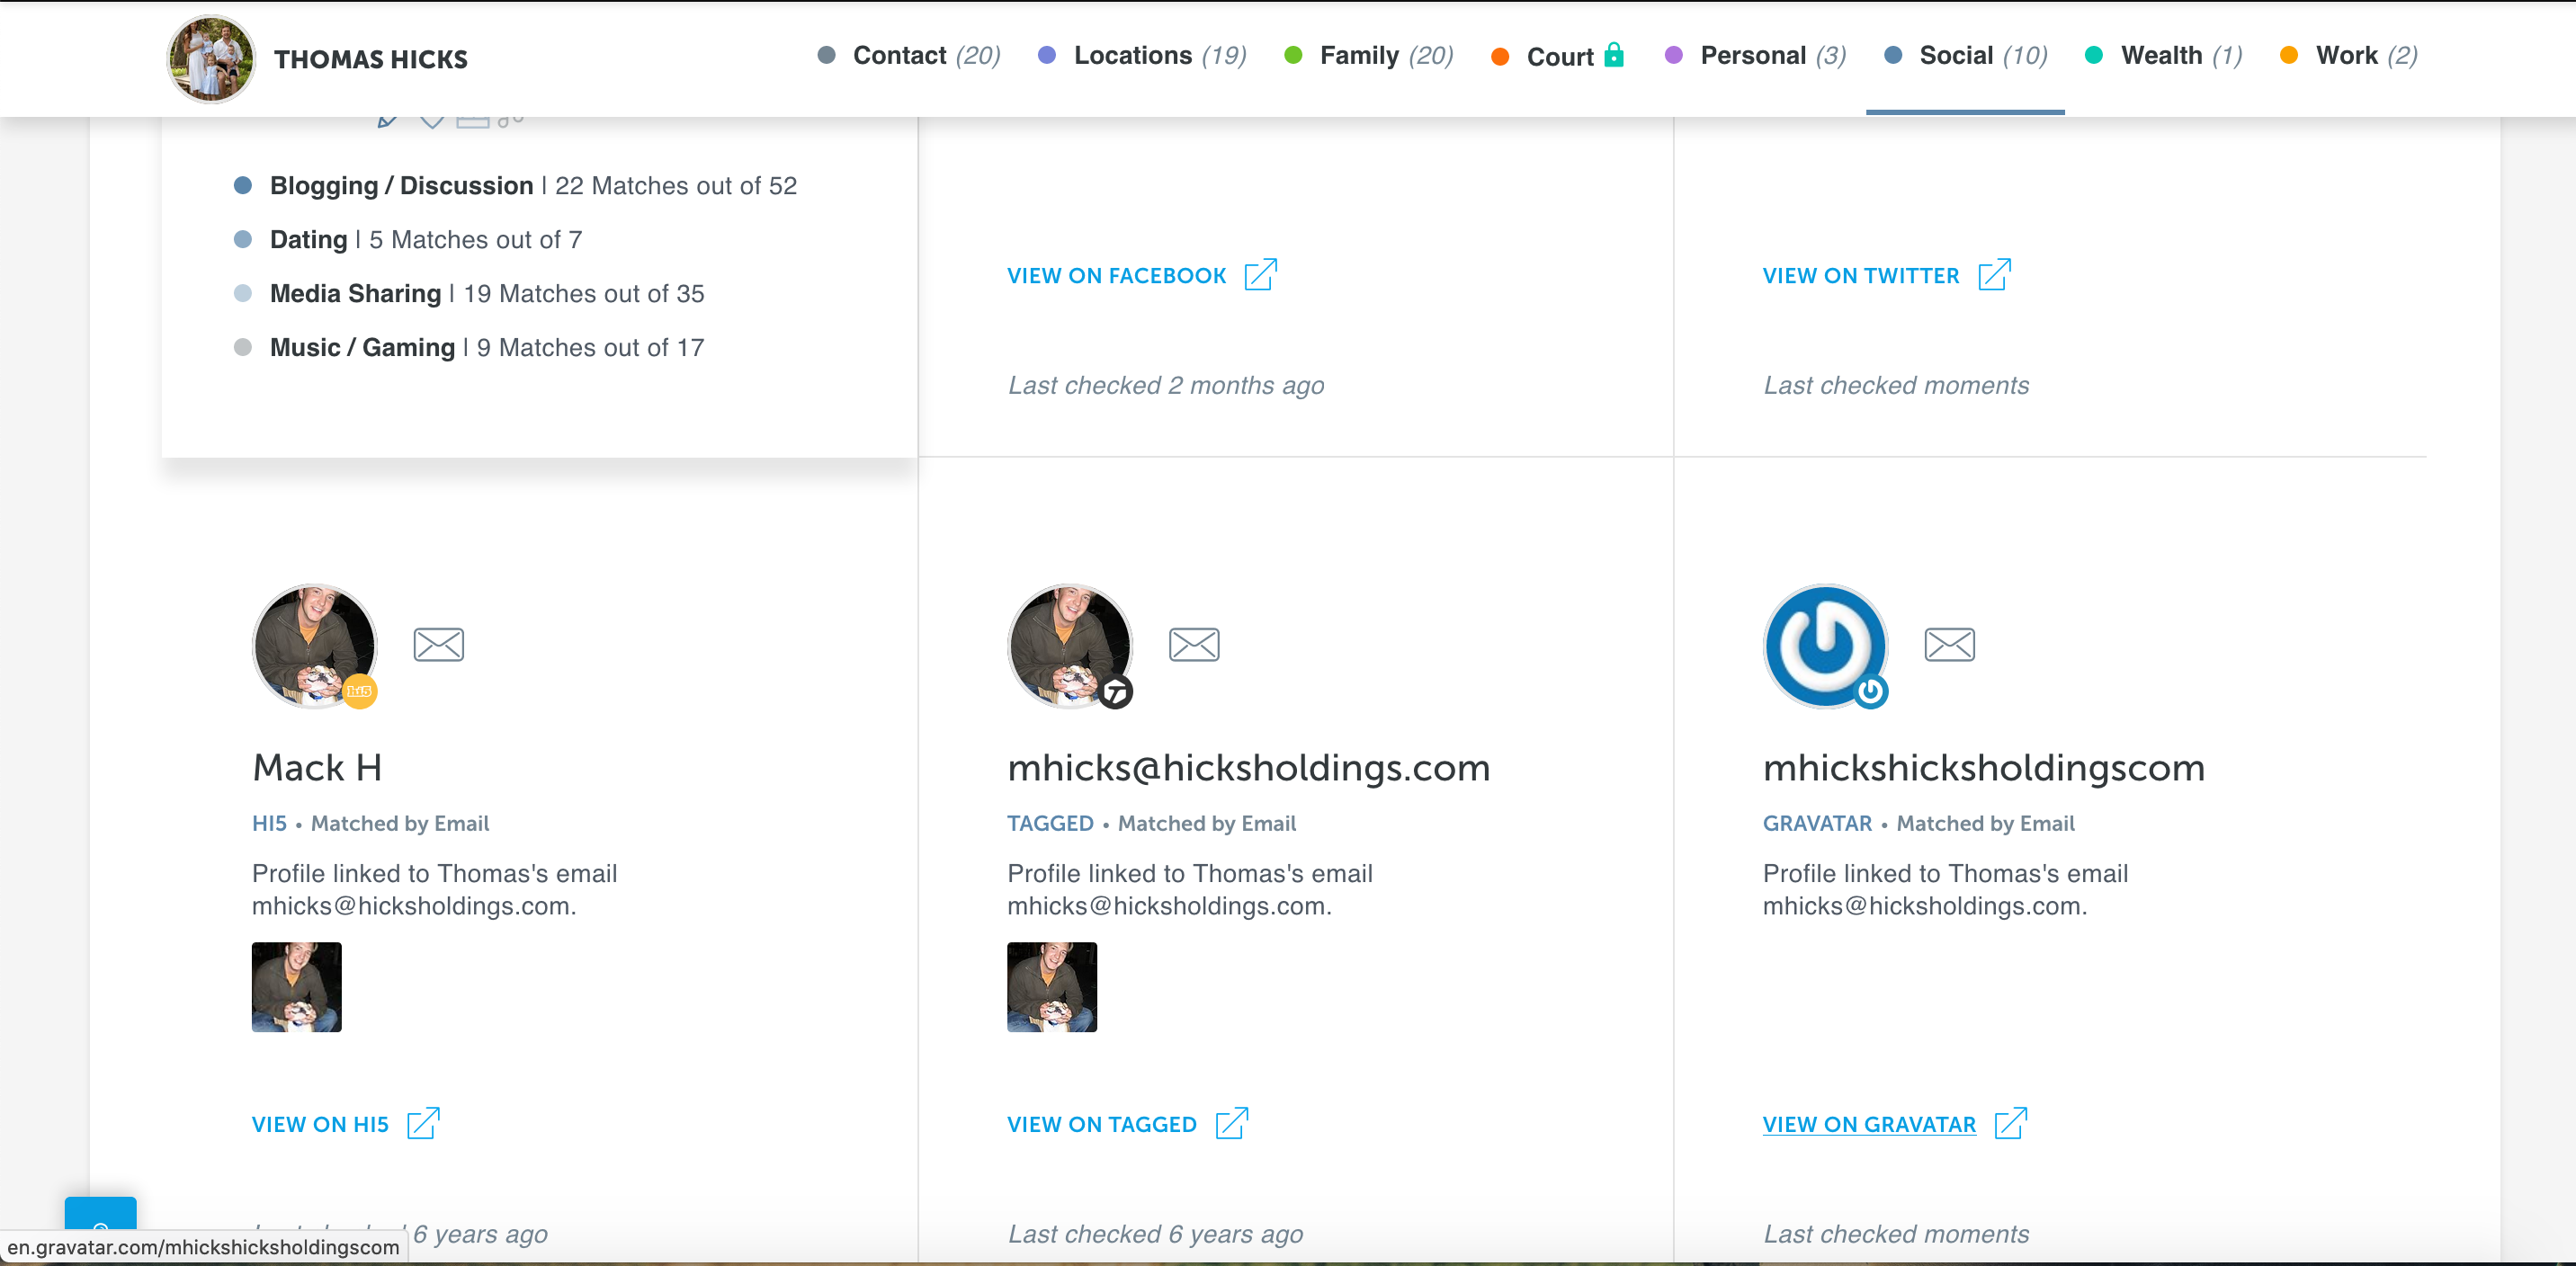 THOMAS HICKS
Contact (20) Locations (19) Family (20) Court Personal (3) Social (10) Wealth (1) Work (2)
Blogging / Discussion | 22 Matches out of 52
Dating | 5 Matches out of 7
Media Sharing | 19 Matches out of 35
Music / Gaming | 9 Matches out of 17
VIEW ON FACEBOOK
Last checked 2 months ago
VIEW ON TWITTER
Last checked moments
hi5
Mack H
HI5 • Matched by Email
Profile linked to Thomas's email
mhicks@hicksholdings.com.
VIEW ON HI5
6 years ago
mhicks@hicksholdings.com
TAGGED • Matched by Email
Profile linked to Thomas's email
mhicks@hicksholdings.com.
VIEW ON TAGGED
Last checked 6 years ago
mhickshicksholdingscom
GRAVATAR • Matched by Email
Profile linked to Thomas's email
mhicks@hicksholdings.com.
VIEW ON GRAVATAR
Last checked moments
en.gravatar.com/mhickshicksholdingscom